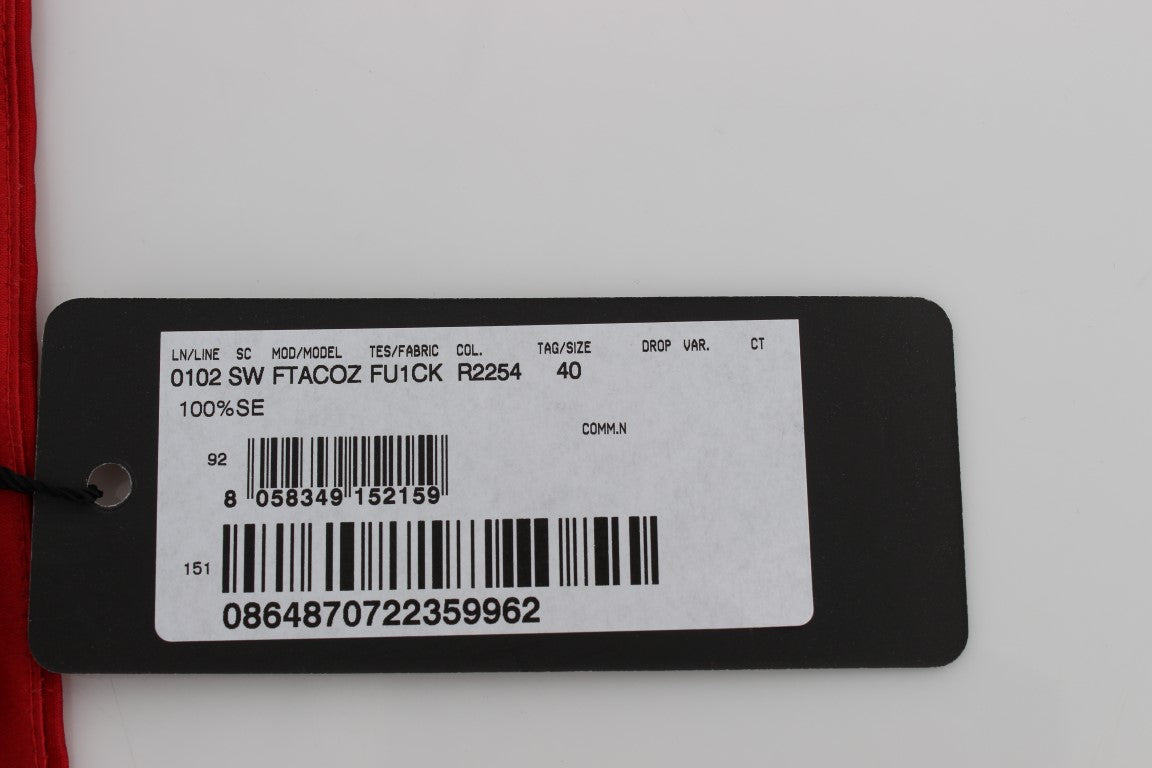 LN/LINE SC MOD/MODEL TES/FABRIC COL. TAG/SIZE DROP VAR. CT
0102 SW FTACOZ FU1CK R2254 40
100%SE
COMM.N
92
8 058349 152159
151
0864870722359962